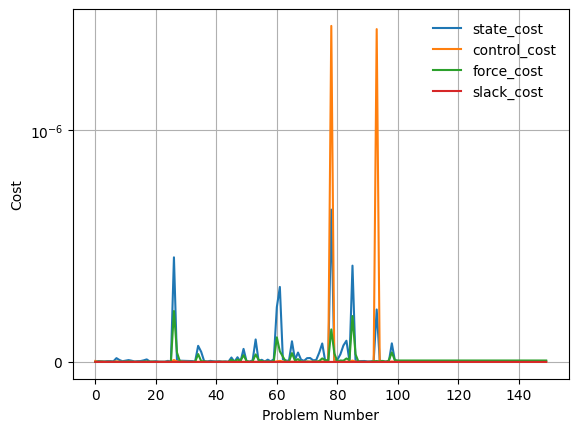 state_cost
control_cost
force_cost
slack_cost
10⁻⁶
0
Cost
0 20 40 60 80 100 120 140
Problem Number